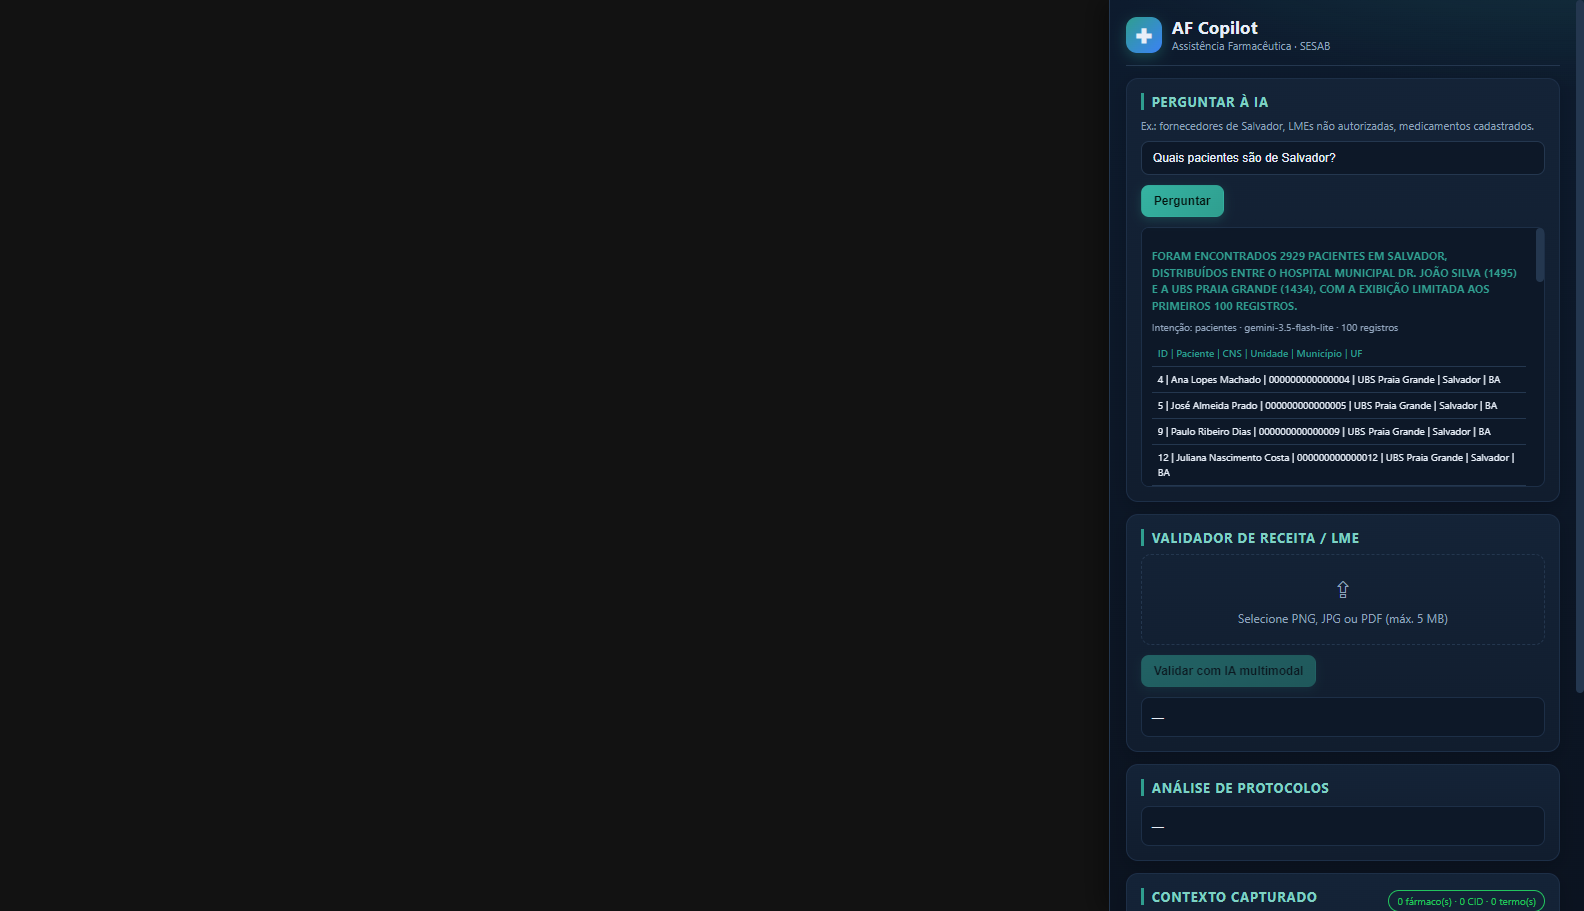 AF Copilot
Assistência Farmacêutica · SESAB
PERGUNTAR À IA
Ex.: fornecedores de Salvador, LMEs não autorizadas, medicamentos cadastrados.
Quais pacientes são de Salvador?
Perguntar
FORAM ENCONTRADOS 2929 PACIENTES EM SALVADOR,
DISTRIBUÍDOS ENTRE O HOSPITAL MUNICIPAL DR. JOÃO SILVA (1495)
E A UBS PRAIA GRANDE (1434), COM A EXIBIÇÃO LIMITADA AOS
PRIMEIROS 100 REGISTROS.
Intenção: pacientes · gemini-3.5-flash-lite · 100 registros
ID | Paciente | CNS | Unidade | Município | UF
4 | Ana Lopes Machado | 000000000000004 | UBS Praia Grande | Salvador | BA
5 | José Almeida Prado | 000000000000005 | UBS Praia Grande | Salvador | BA
9 | Paulo Ribeiro Dias | 000000000000009 | UBS Praia Grande | Salvador | BA
12 | Juliana Nascimento Costa | 000000000000012 | UBS Praia Grande | Salvador |
BA
VALIDADOR DE RECEITA / LME
Selecione PNG, JPG ou PDF (máx. 5 MB)
Validar com IA multimodal
—
ANÁLISE DE PROTOCOLOS
—
CONTEXTO CAPTURADO
0 fármaco(s) · 0 CID · 0 termo(s)